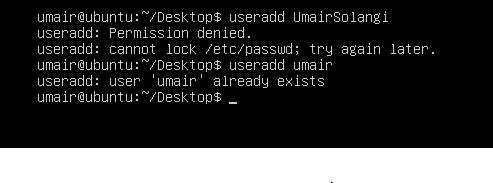 umair@ubuntu:~/Desktop$ useradd UmairSolangi
useradd: Permission denied.
useradd: cannot lock /etc/passwd; try again later.
umair@ubuntu:~/Desktop$ useradd umair
useradd: user 'umair' already exists
umair@ubuntu:~/Desktop$ _